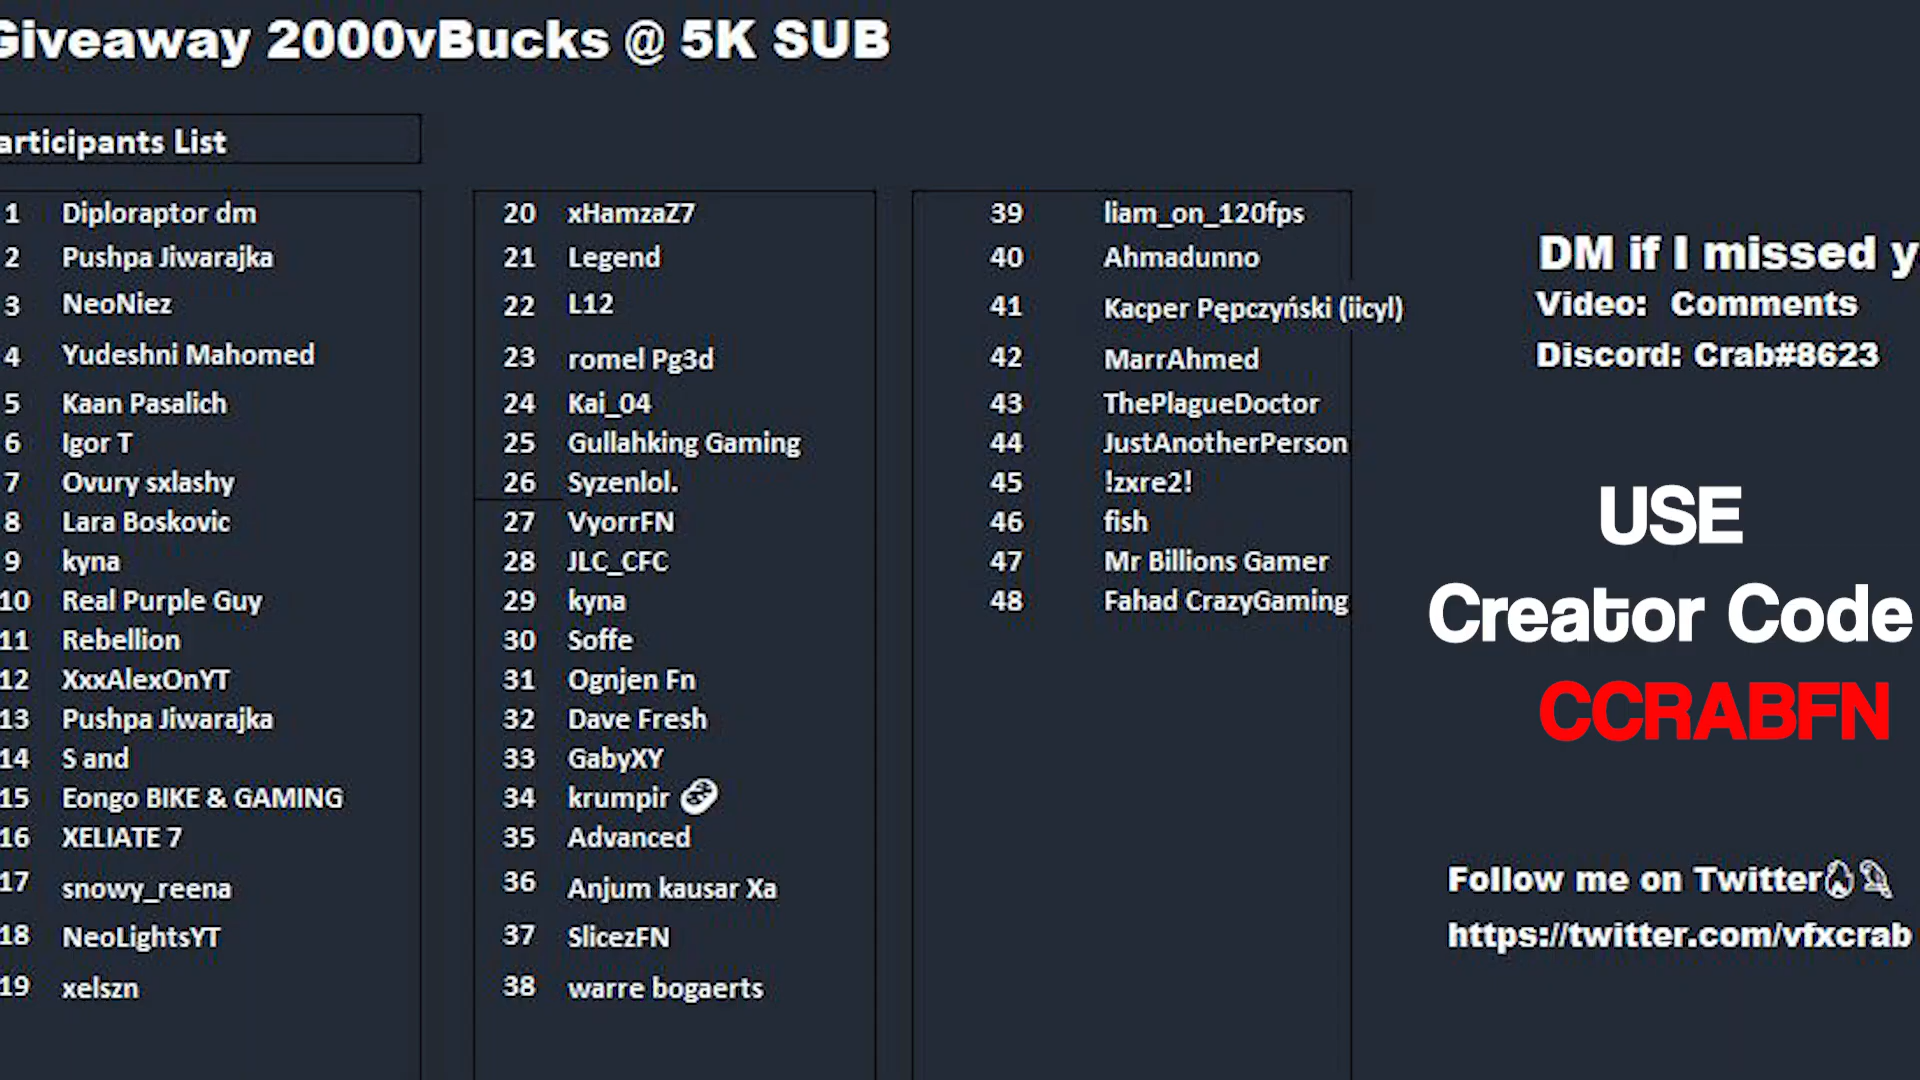 Giveaway 2000vBucks @ 5K SUB
articipants List
1 Diploraptor dm
2 Pushpa Jiwarajka
3 NeoNiez
4 Yudeshni Mahomed
5 Kaan Pasalich
6 Igor T
7 Ovury sxlashy
8 Lara Boskovic
9 kyna
10 Real Purple Guy
11 Rebellion
12 XxxAlexOnYT
13 Pushpa Jiwarajka
14 S and
15 Eongo BIKE & GAMING
16 XELIATE 7
17 snowy_reena
18 NeoLightsYT
19 xelszn
20 xHamzaZ7
21 Legend
22 L12
23 romel Pg3d
24 Kai_04
25 Gullahking Gaming
26 Syzenlol.
27 VyorrFN
28 JLC_CFC
29 kyna
30 Soffe
31 Ognjen Fn
32 Dave Fresh
33 GabyXY
34 krumpir 🥔
35 Advanced
36 Anjum kausar Xa
37 SlicezFN
38 warre bogaerts
39 liam_on_120fps
40 Ahmadunno
41 Kacper Pępczyński (iicyl)
42 MarrAhmed
43 ThePlagueDoctor
44 JustAnotherPerson
45 !zxre2!
46 fish
47 Mr Billions Gamer
48 Fahad CrazyGaming
DM if I missed y
Video: Comments
Discord: Crab#8623
USE
Creator Code
CCRABFN
Follow me on Twitter
https://twitter.com/vfxcrab